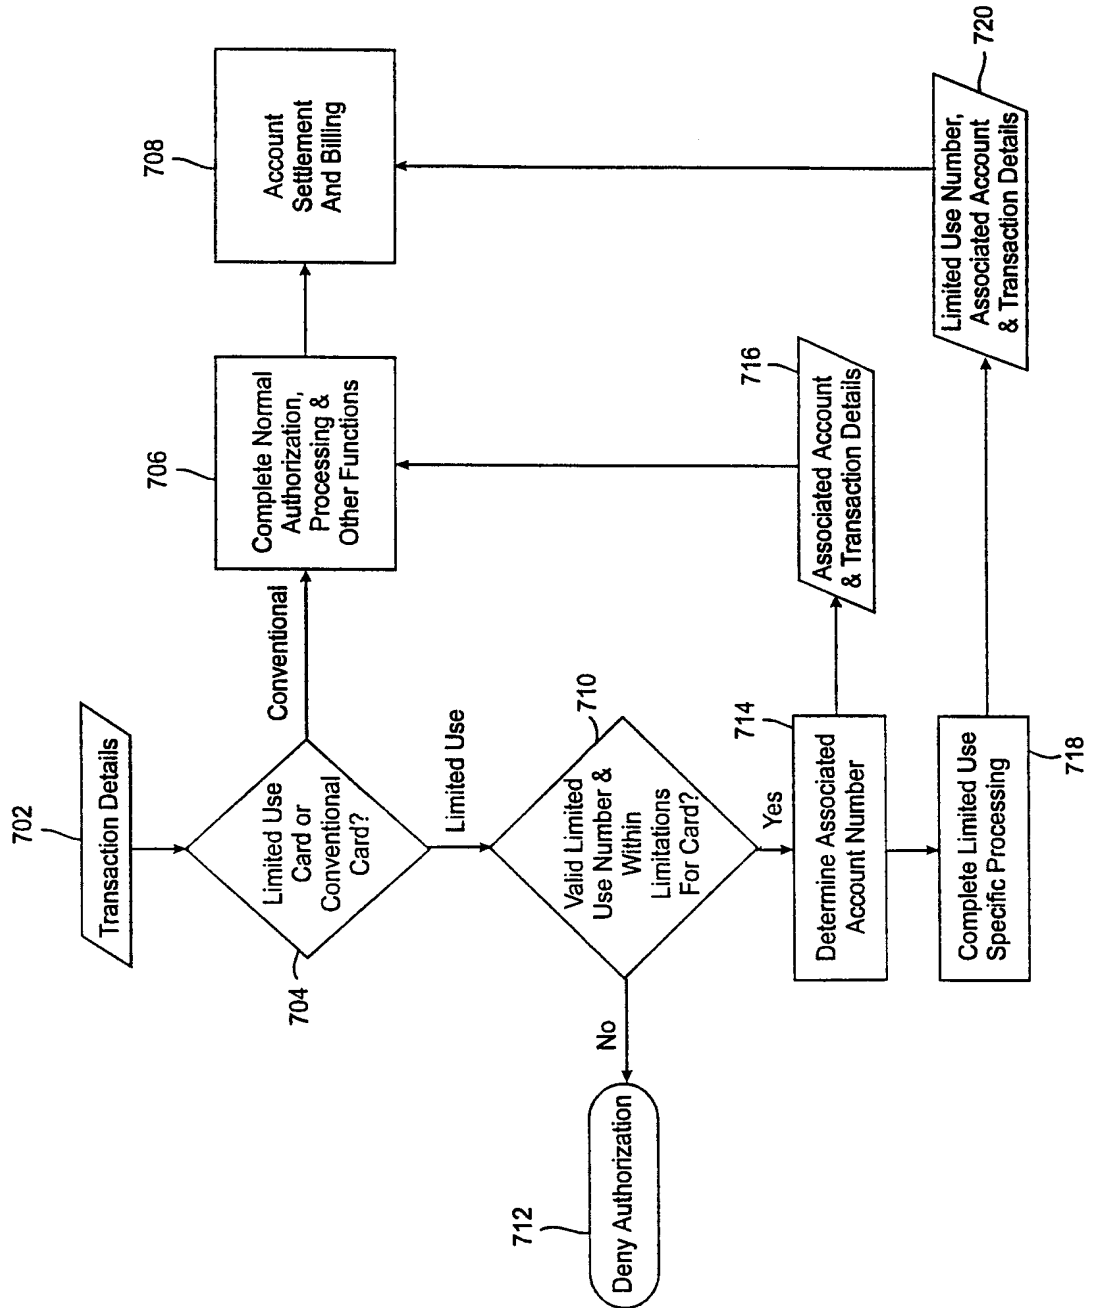 702
Transaction Details
Limited Use
Card or
Conventional
Card?
704
Conventional
Complete Normal
Authorization,
Processing &
Other Functions
706
Account
Settlement
And Billing
708
Limited Use
Valid Limited
Use Number &
Within
Limitations
For Card?
710
No
Deny Authorization
712
Yes
Determine Associated
Account Number
714
Associated Account
& Transaction Details
716
Complete Limited Use
Specific Processing
718
Limited Use Number,
Associated Account
& Transaction Details
720